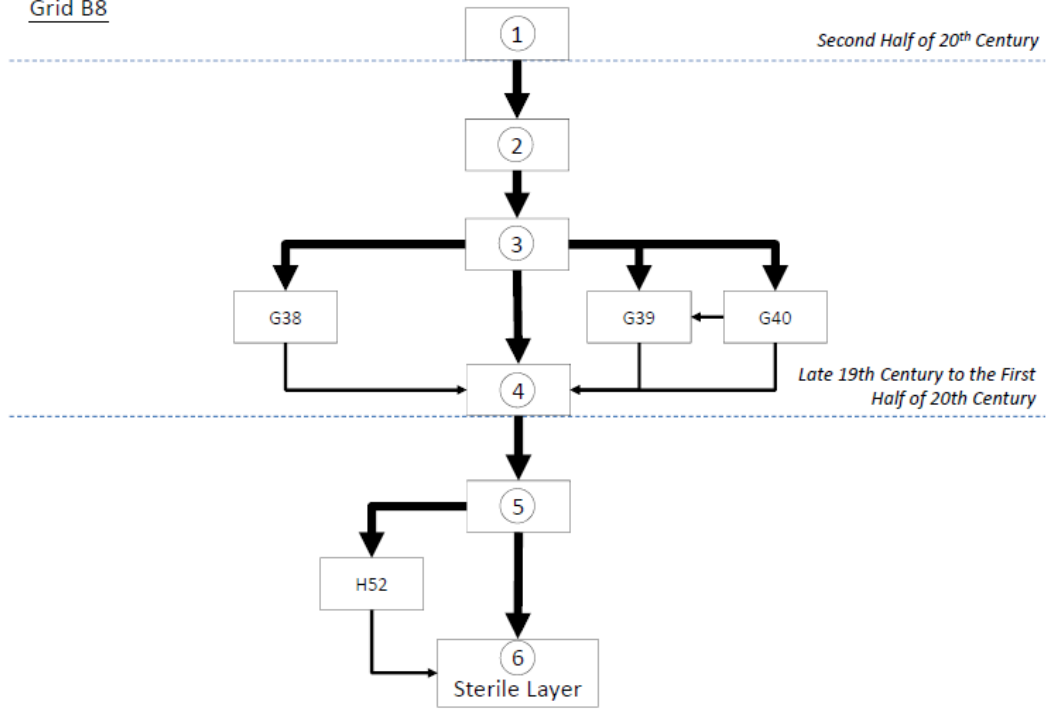 Grid B8
1
Second Half of 20th Century
2
3
G38
G39
G40
4
Late 19th Century to the First
Half of 20th Century
5
H52
6
Sterile Layer